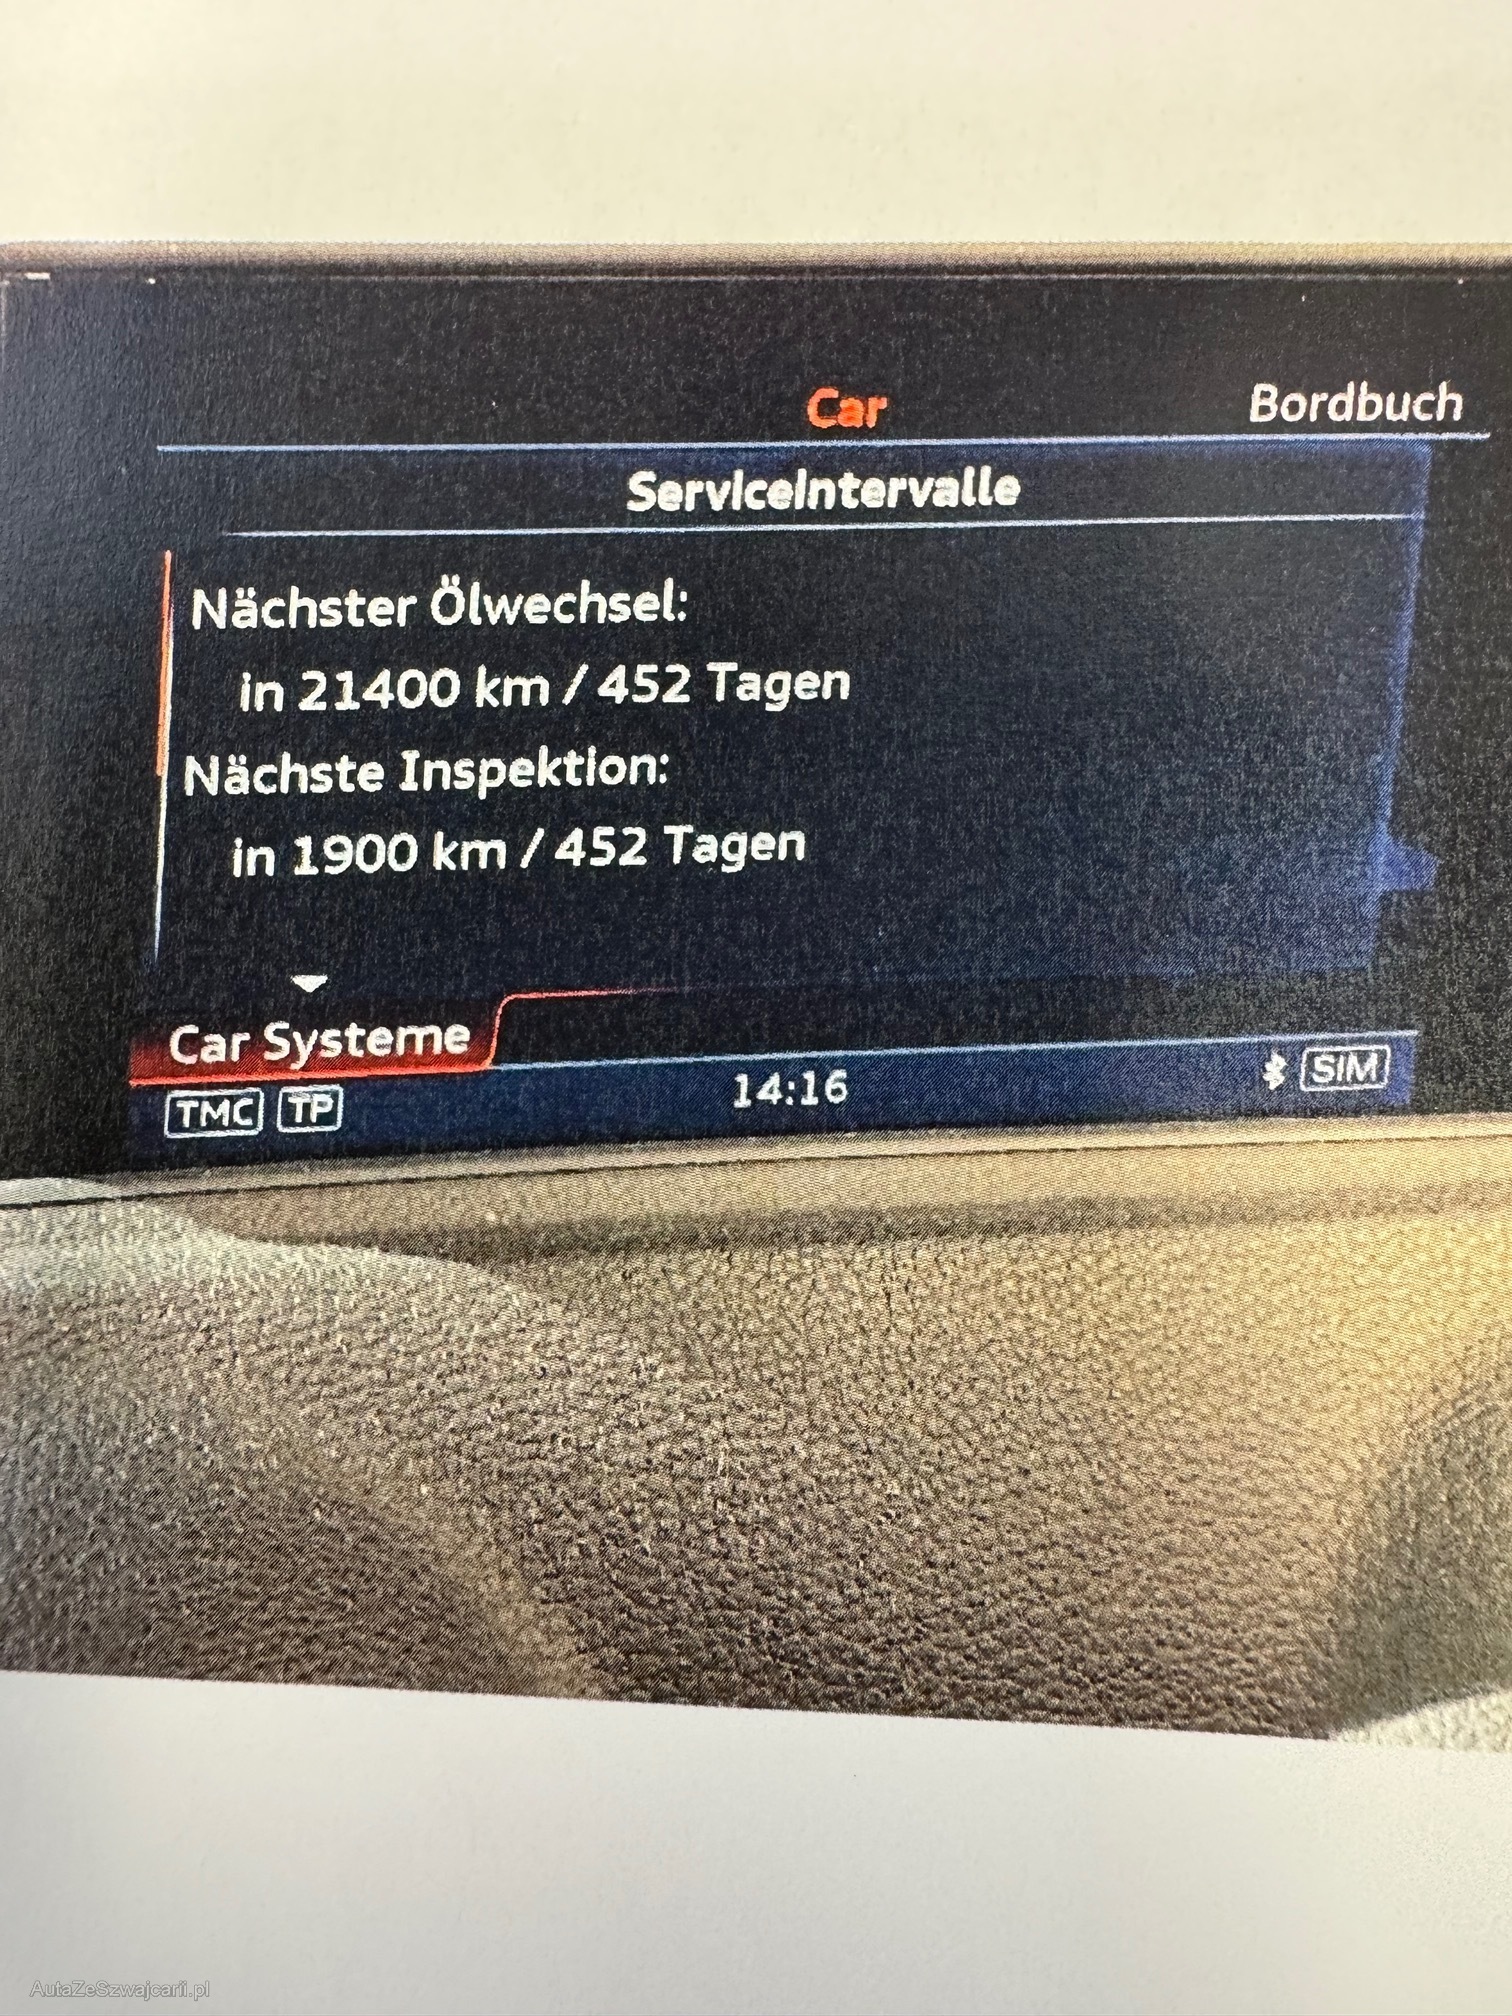 Car
Bordbuch
Serviceintervalle
Nächster Ölwechsel:
in 21400 km / 452 Tagen
Nächste Inspektion:
in 1900 km / 452 Tagen
Car Systeme
TMC TP
14:16
SIM
AutaZeSzwajcarii.pl